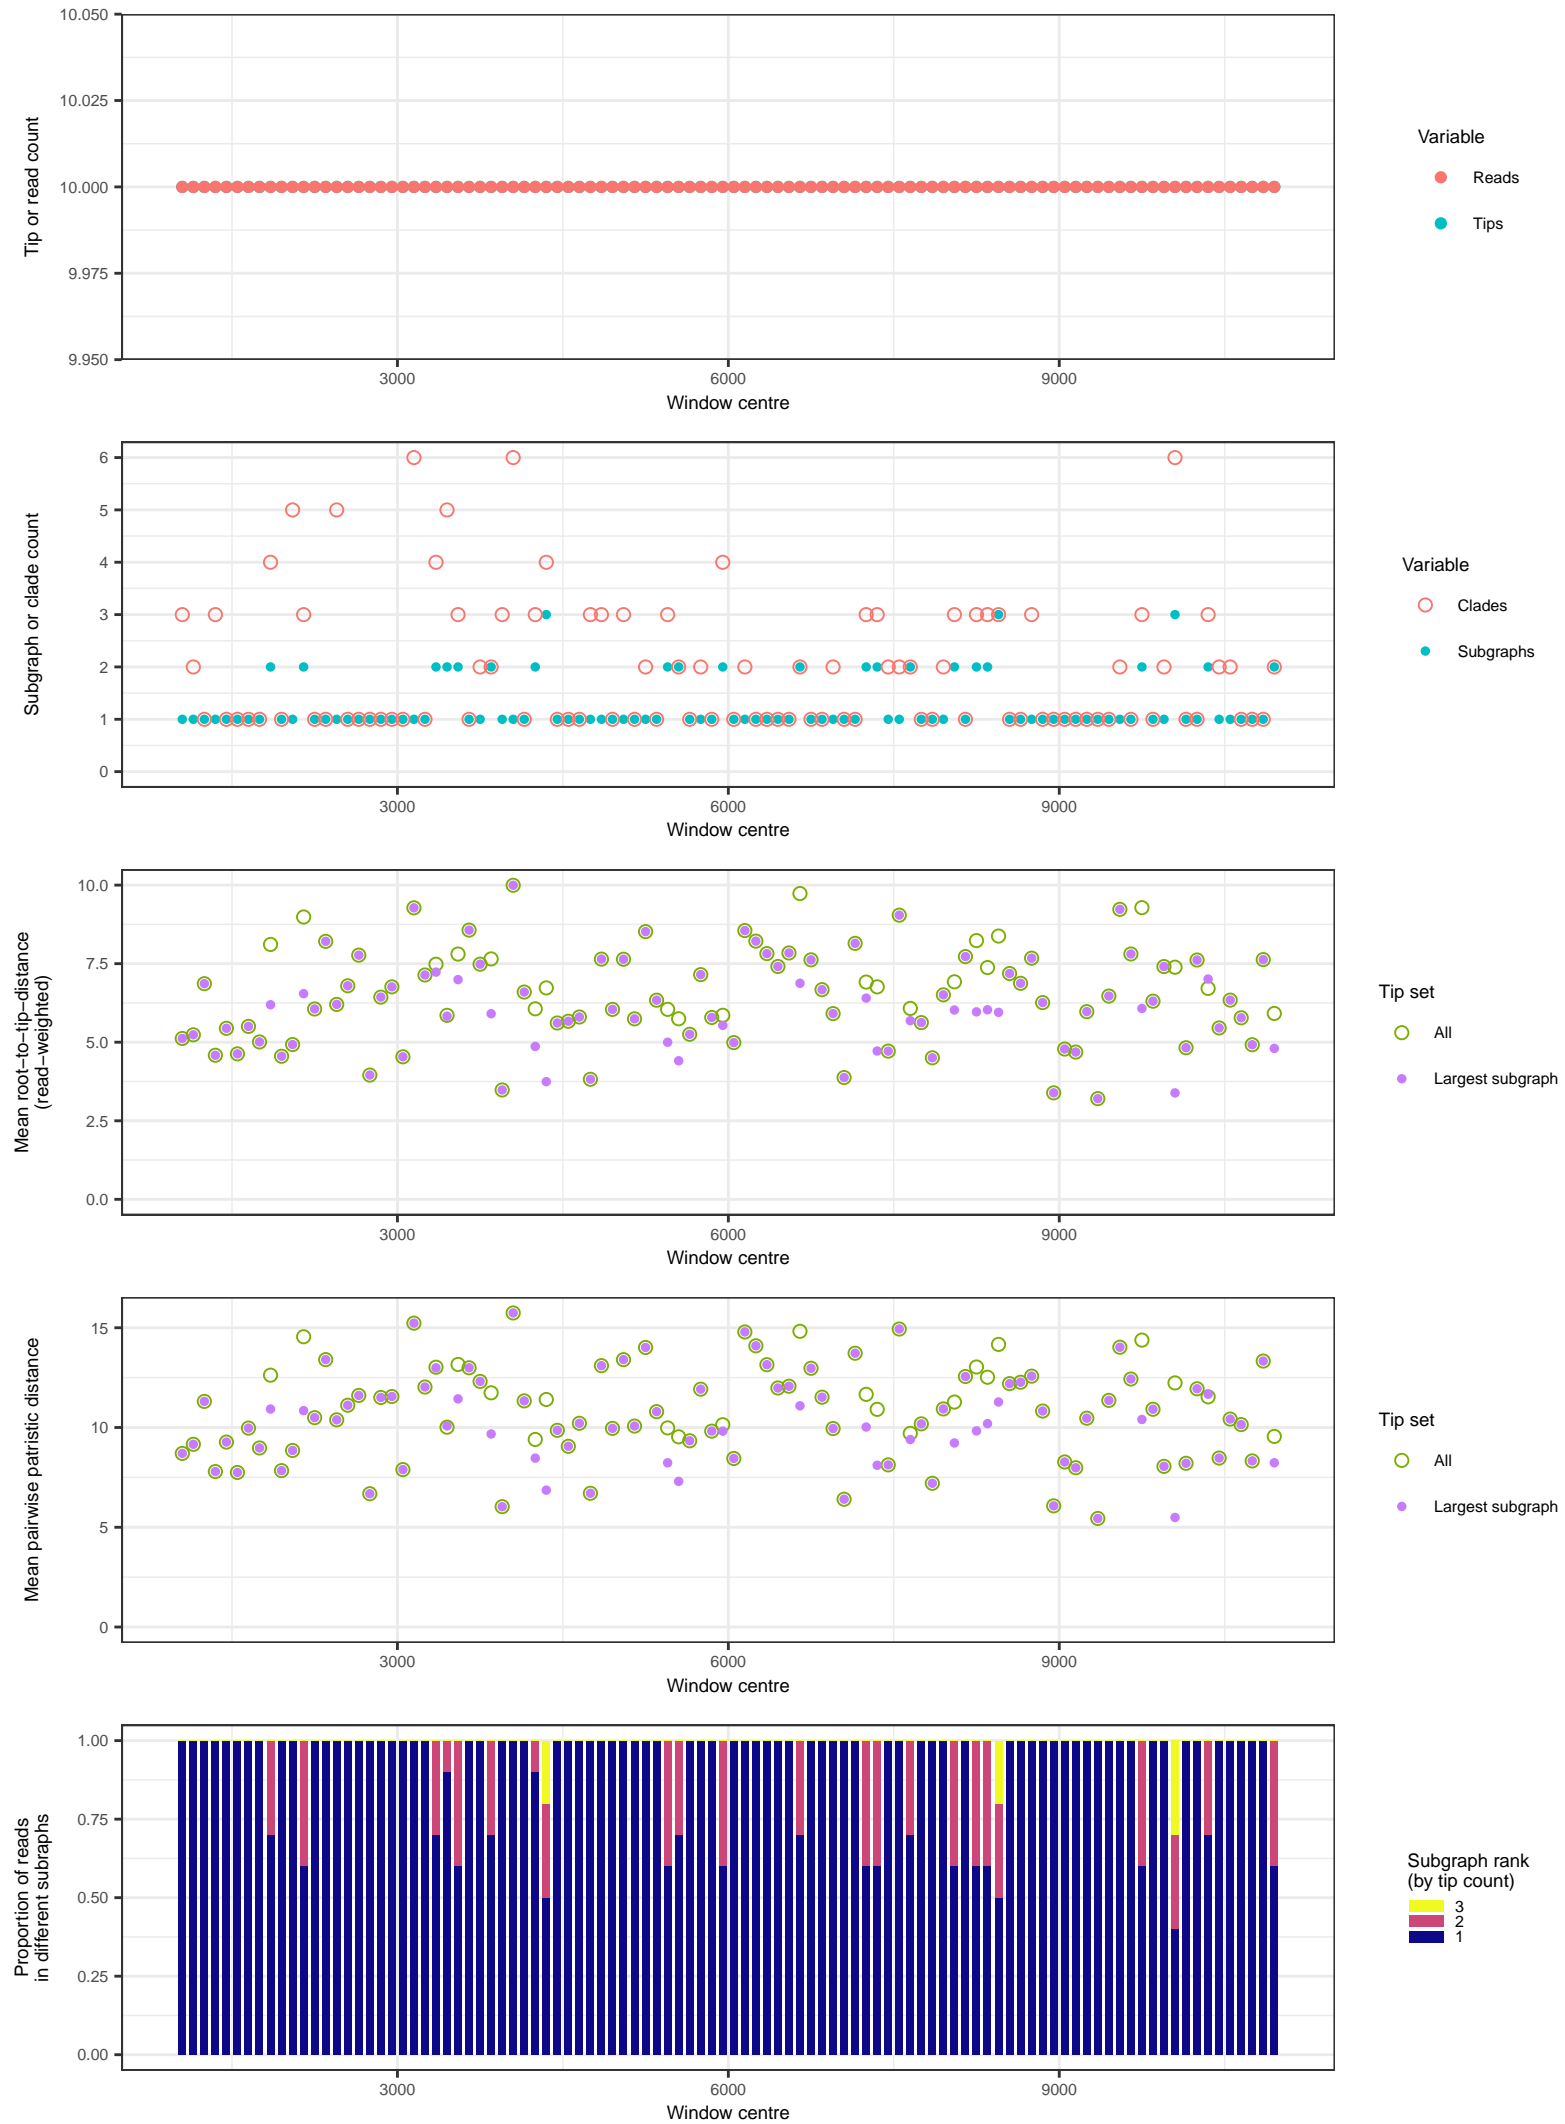 10.050
10.025
10.000
9.975
9.950
Tip or read count
3000
6000
9000
Window centre
Variable
Reads
Tips
6
5
4
3
2
1
0
Subgraph or clade count
3000
6000
9000
Window centre
Variable
Clades
Subgraphs
10.0
7.5
5.0
2.5
0.0
Mean root−to−tip−distance
(read−weighted)
3000
6000
9000
Window centre
Tip set
All
Largest subgraph
15
10
5
0
Mean pairwise patristic distance
3000
6000
9000
Window centre
Tip set
All
Largest subgraph
1.00
0.75
0.50
0.25
0.00
Proportion of reads
in different subraphs
3000
6000
9000
Window centre
Subgraph rank
(by tip count)
3
2
1